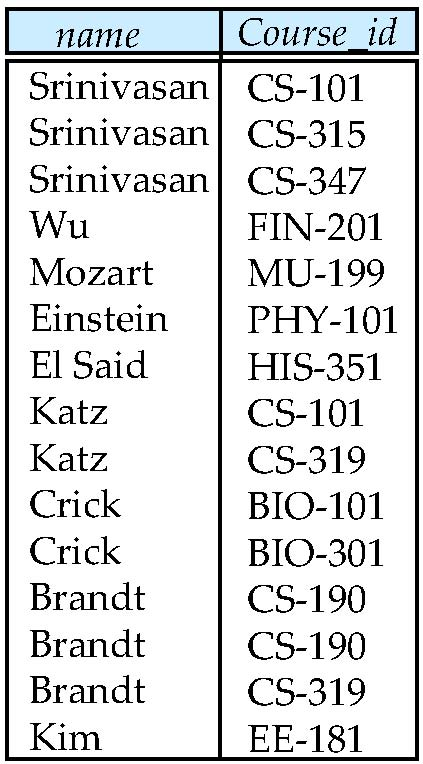 name Course_id
Srinivasan CS-101
Srinivasan CS-315
Srinivasan CS-347
Wu FIN-201
Mozart MU-199
Einstein PHY-101
El Said HIS-351
Katz CS-101
Katz CS-319
Crick BIO-101
Crick BIO-301
Brandt CS-190
Brandt CS-190
Brandt CS-319
Kim EE-181